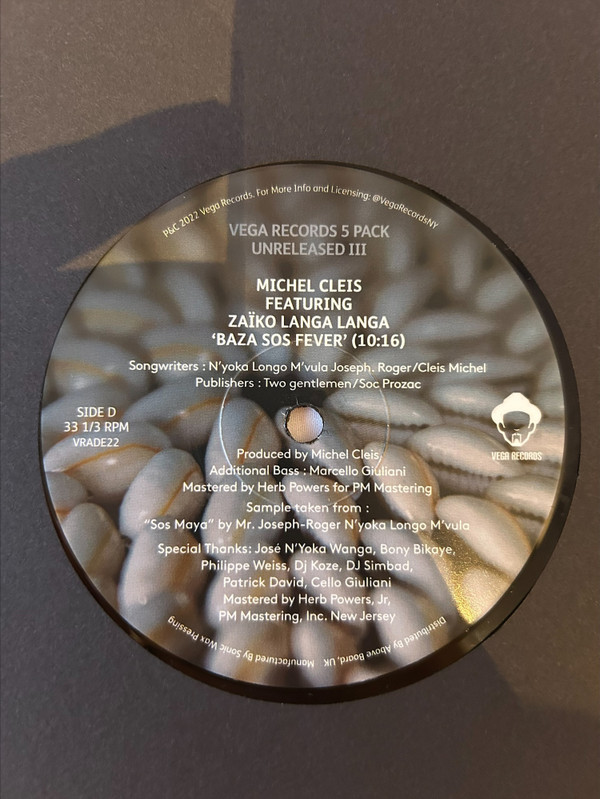 P&C 2022 Vega Records. For More Info and Licensing: @VegaRecordsNY
VEGA RECORDS 5 PACK
UNRELEASED III
MICHEL CLEIS
FEATURING
ZAÏKO LANGA LANGA
‘BAZA SOS FEVER’ (10:16)
Songwriters : N’yoka Longo M’vula Joseph, Roger/Cleis Michel
Publishers : Two gentlemen/Soc Prozac
SIDE D
33 1/3 RPM
VRADE22
VEGA RECORDS
Produced by Michel Cleis,
Additional Bass : Marcello Giuliani
Mastered by Herb Powers for PM Mastering
Sample taken from :
“Sos Maya” by Mr. Joseph-Roger N’yoka Longo M’vula
Special Thanks: José N’Yoka Wanga, Bony Bikaye,
Philippe Weiss, Dj Koze, DJ Simbad,
Patrick David, Cello Giuliani
Mastered by Herb Powers, Jr,
PM Mastering, Inc. New Jersey
Distributed By Above Board, UK Manufactured By Sonic Wax Pressing